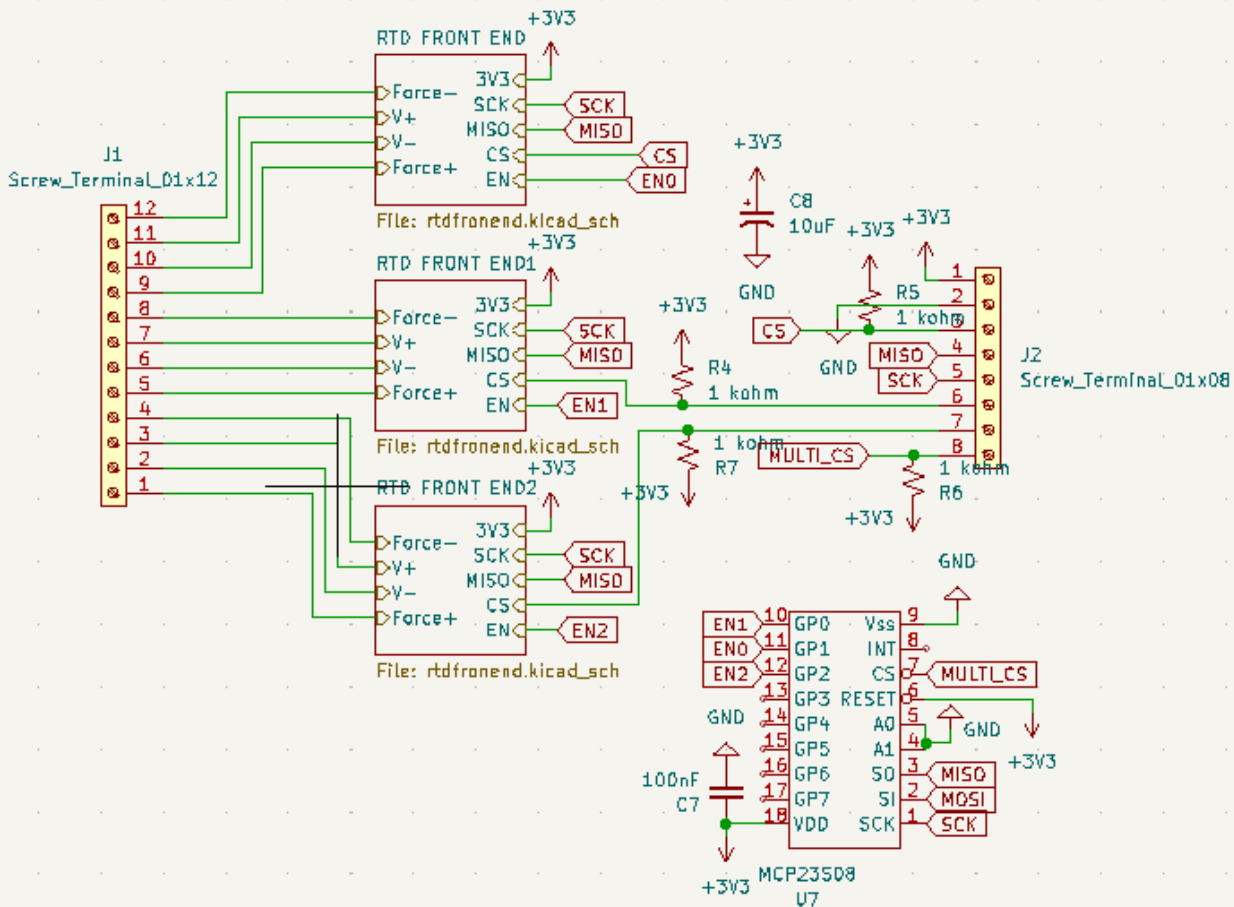 +3V3
RTD FRONT END
Force-
V+
V-
Force+
3V3
SCK
MISO
CS
EN
SCK
MISO
CS
EN0
File: rtdfronend.kicad_sch
J1
Screw_Terminal_01x12
12
11
10
9
8
7
6
5
4
3
2
1
+3V3
RTD FRONT END1
Force-
V+
V-
Force+
3V3
SCK
MISO
CS
EN
SCK
MISO
EN1
File: rtdfronend.kicad_sch
+3V3
RTD FRONT END2
Force-
V+
V-
Force+
3V3
SCK
MISO
CS
EN
SCK
MISO
EN2
File: rtdfronend.kicad_sch
+3V3
C8
10uF
GND
+3V3
+3V3
R5
1 kohm
CS
GND
MISO
SCK
+3V3
R4
1 kohm
1 kohm
R7
+3V3
MULTI_CS
1 kohm
R6
+3V3
1
2
3
4
5
6
7
8
J2
Screw_Terminal_01x08
GND
EN1
EN0
EN2
10
11
12
13
14
15
16
17
18
GP0
GP1
GP2
GP3
GP4
GP5
GP6
GP7
VDD
Vss
INT
CS
RESET
A0
A1
SO
SI
SCK
9
8
7
6
5
4
3
2
1
MULTI_CS
GND
+3V3
MISO
MOSI
SCK
GND
100nF
C7
+3V3
MCP23S08
U7